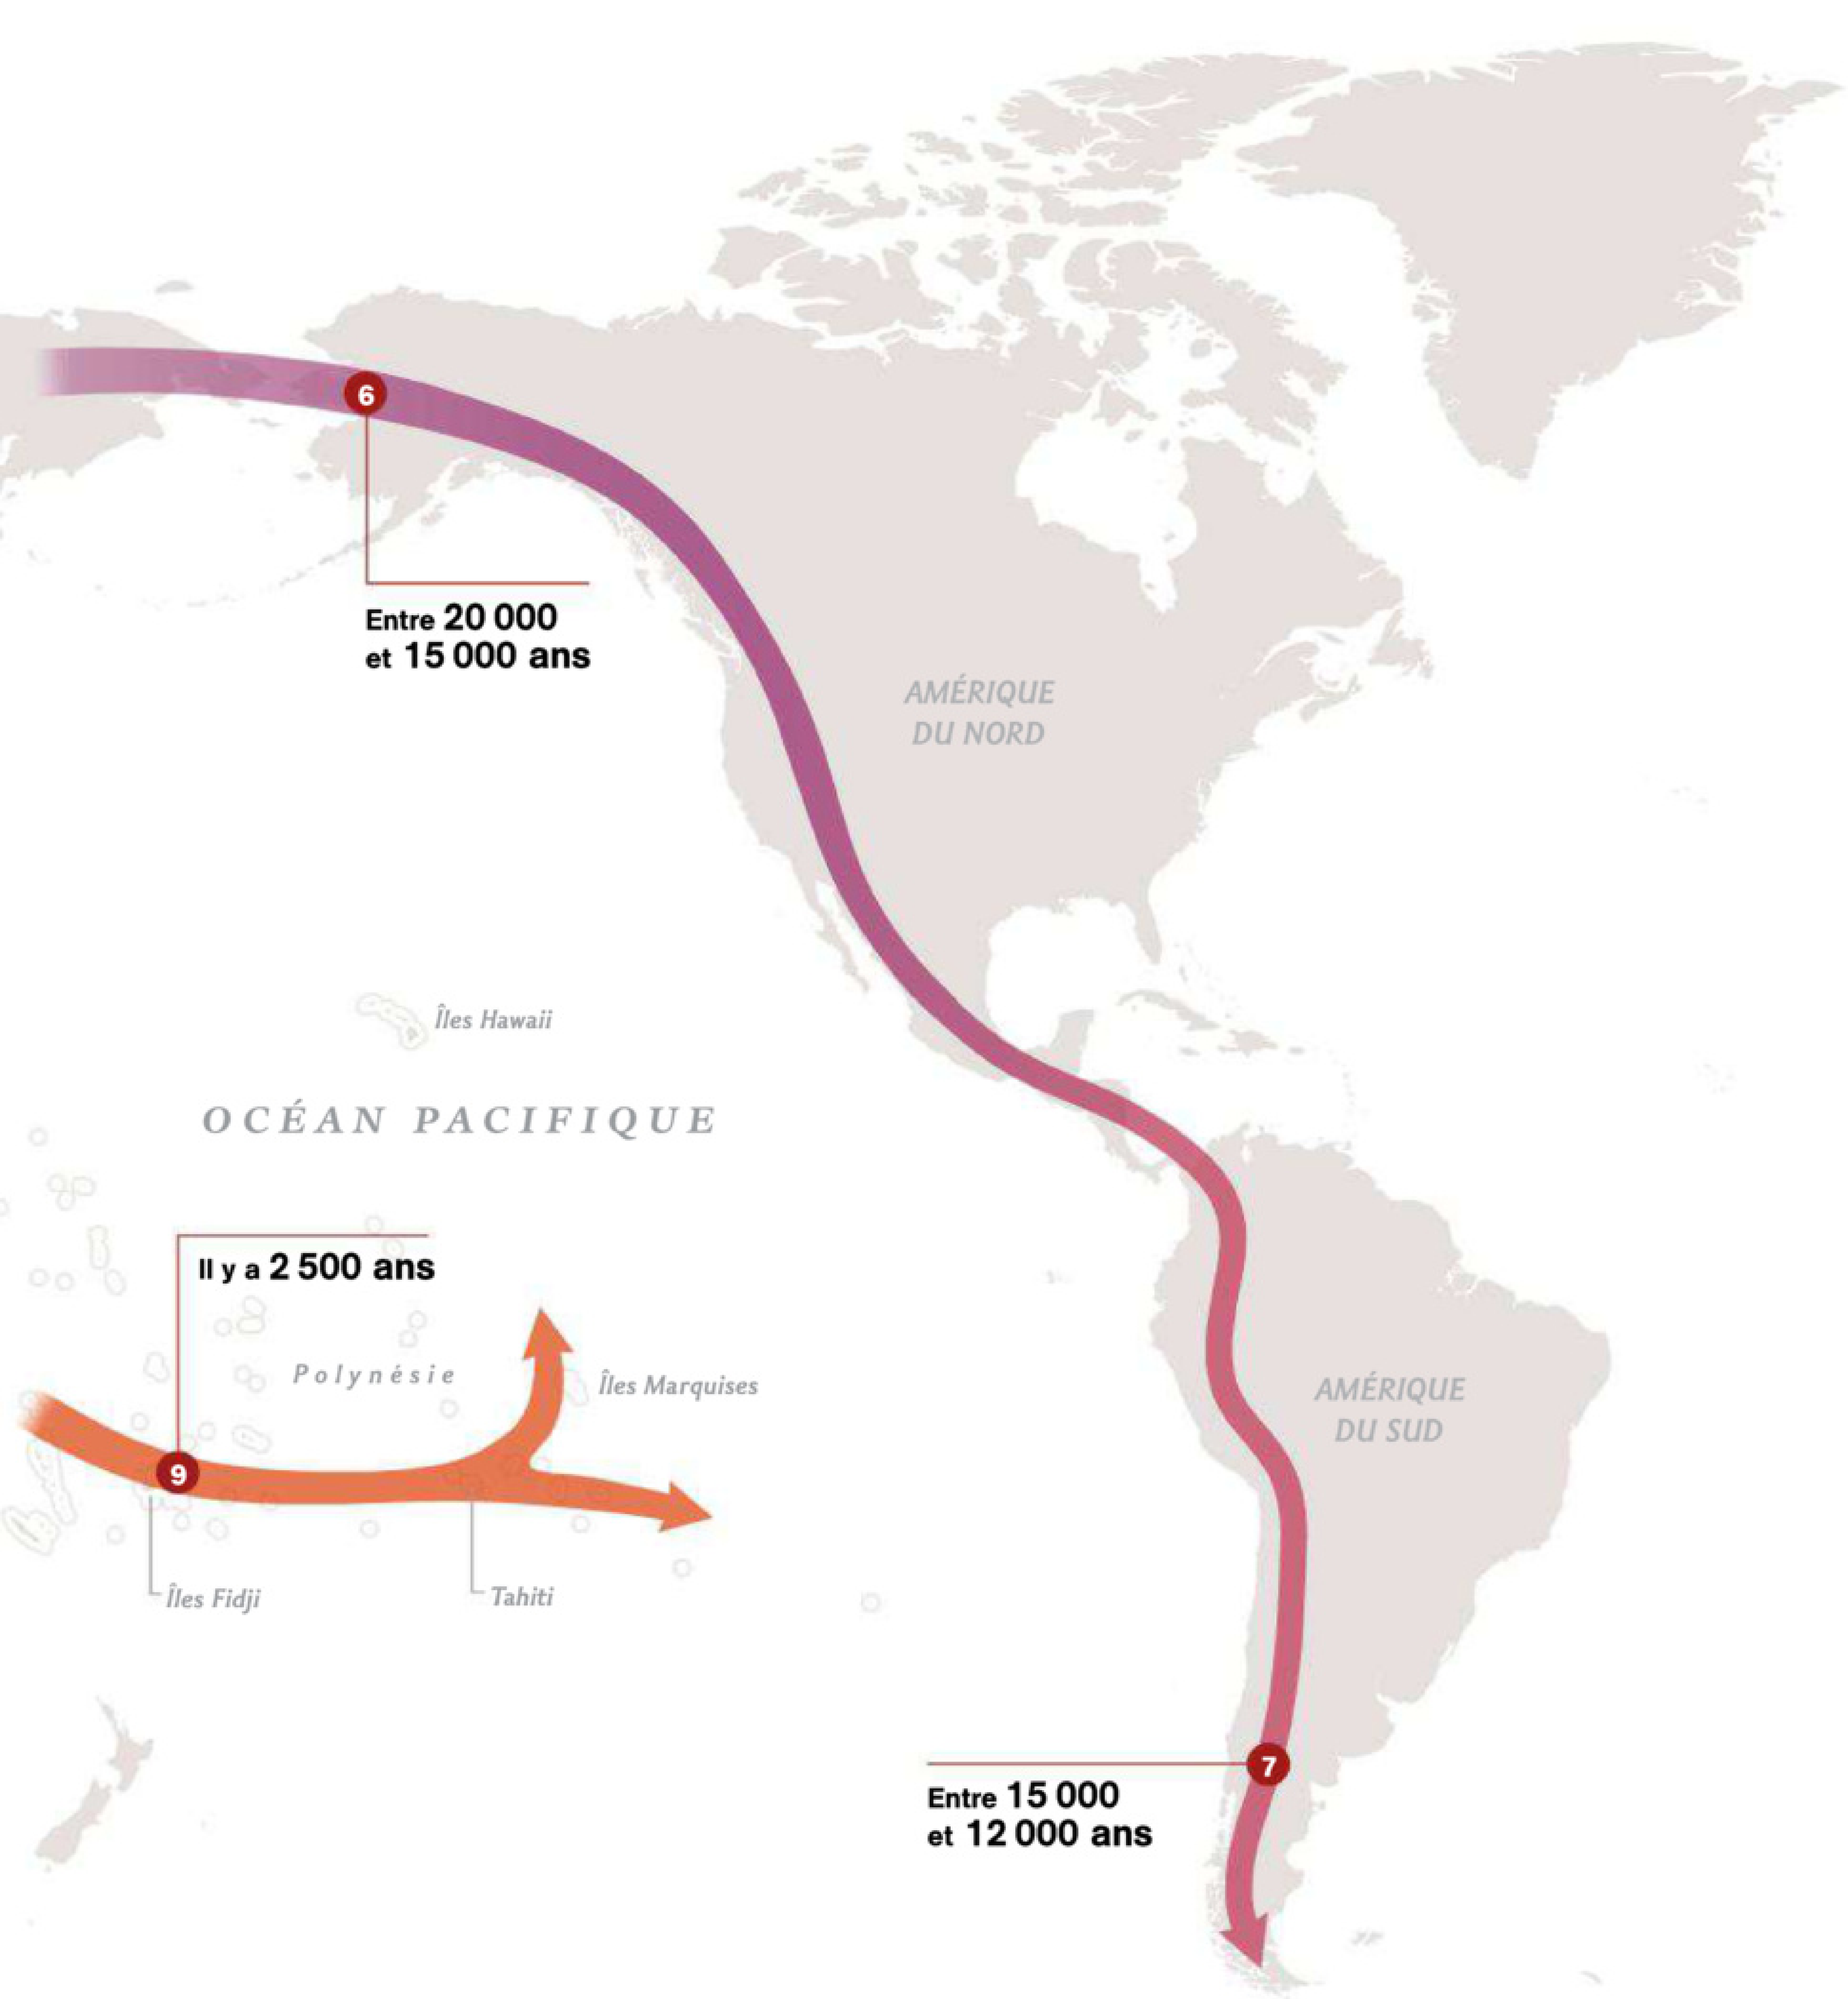 6
Entre 20 000
et 15 000 ans
AMÉRIQUE
DU NORD
Îles Hawaii
OCÉAN PACIFIQUE
Il y a 2 500 ans
Polynésie
Îles Marquises
AMÉRIQUE
DU SUD
9
Îles Fidji
Tahiti
7
Entre 15 000
et 12 000 ans